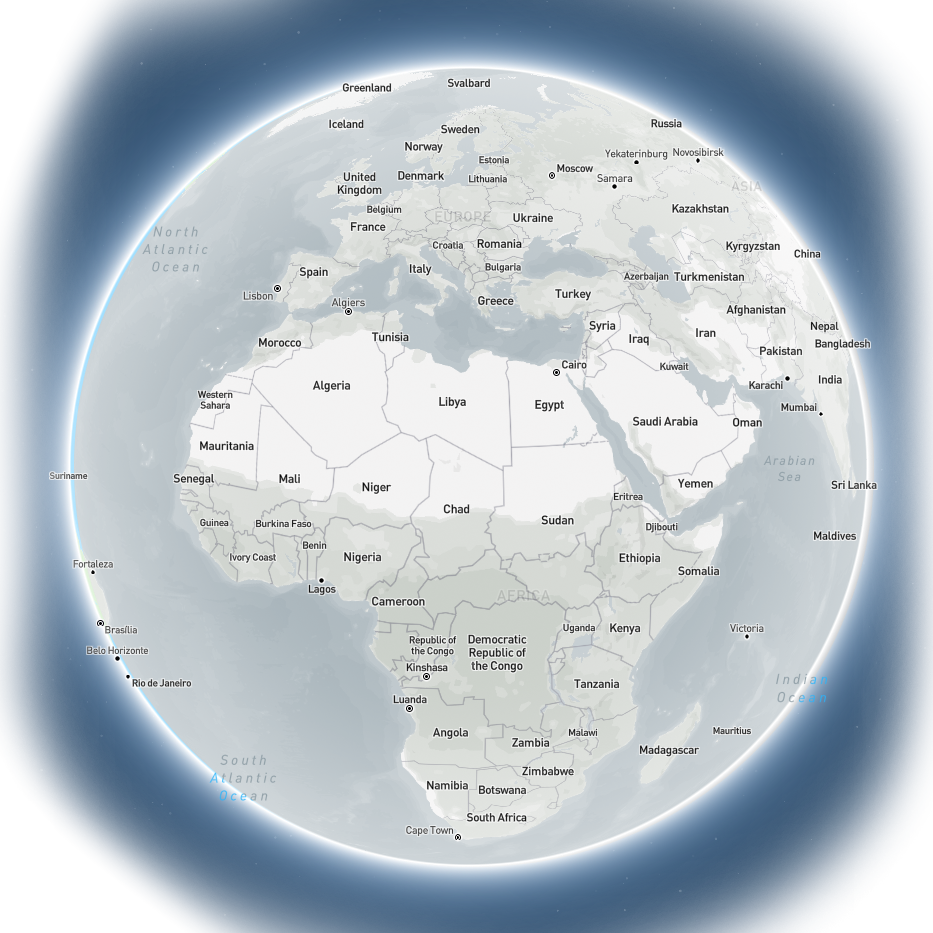 Svalbard
Greenland
Iceland
Russia
Sweden
Norway
Yekaterinburg
Novosibirsk
Estonia
Moscow
United
Kingdom
Denmark
Lithuania
Samara
ASIA
Belgium
EUROPE
Kazakhstan
Ukraine
France
North
Atlantic
Ocean
Croatia
Romania
Kyrgyzstan
China
Spain
Italy
Bulgaria
Azerbaijan
Turkmenistan
Lisbon
Algiers
Greece
Turkey
Afghanistan
Morocco
Tunisia
Syria
Iraq
Iran
Nepal
Bangladesh
Pakistan
Cairo
Kuwait
Algeria
Karachi
India
Western
Sahara
Libya
Egypt
Mumbai
Saudi Arabia
Oman
Mauritania
Arabian
Sea
Suriname
Senegal
Mali
Niger
Yemen
Sri Lanka
Eritrea
Chad
Sudan
Guinea
Burkina Faso
Djibouti
Maldives
Benin
Ivory Coast
Nigeria
Ethiopia
Somalia
Fortaleza
Lagos
Cameroon
AFRICA
Brasília
Uganda
Kenya
Victoria
Republic of
the Congo
Democratic
Republic of
the Congo
Belo Horizonte
Kinshasa
Rio de Janeiro
Tanzania
Indian
Ocean
Luanda
Angola
Zambia
Malawi
Mauritius
Madagascar
South
Atlantic
Ocean
Zimbabwe
Namibia
Botswana
South Africa
Cape Town